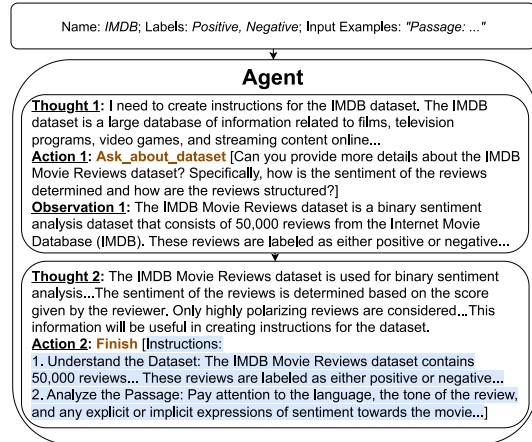 Name: IMDB; Labels: Positive, Negative; Input Examples: "Passage: ..."
Agent
Thought 1: I need to create instructions for the IMDB dataset. The IMDB
dataset is a large database of information related to films, television
programs, video games, and streaming content online...
Action 1: Ask_about_dataset [Can you provide more details about the IMDB
Movie Reviews dataset? Specifically, how is the sentiment of the reviews
determined and how are the reviews structured?]
Observation 1: The IMDB Movie Reviews dataset is a binary sentiment
analysis dataset that consists of 50,000 reviews from the Internet Movie
Database (IMDB). These reviews are labeled as either positive or negative...
Thought 2: The IMDB Movie Reviews dataset is used for binary sentiment
analysis...The sentiment of the reviews is determined based on the score
given by the reviewer. Only highly polarizing reviews are considered...This
information will be useful in creating instructions for the dataset.
Action 2: Finish [Instructions:
1. Understand the Dataset: The IMDB Movie Reviews dataset contains
50,000 reviews... These reviews are labeled as either positive or negative...
2. Analyze the Passage: Pay attention to the language, the tone of the review,
and any explicit or implicit expressions of sentiment towards the movie...]